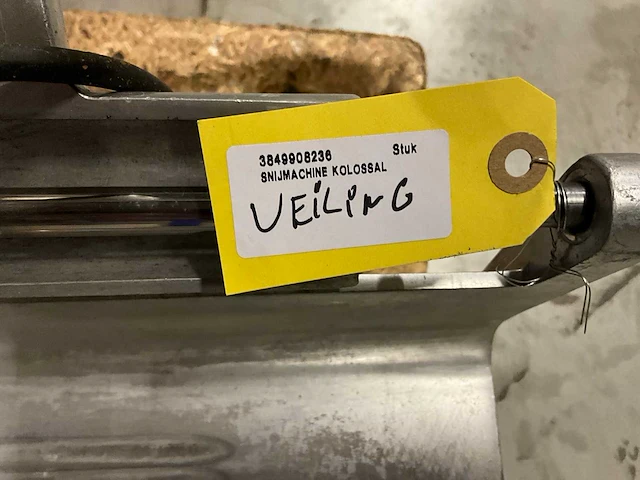 3849908236 Stuk
SNIJMACHINE KOLOSSAL
VEiLiNG